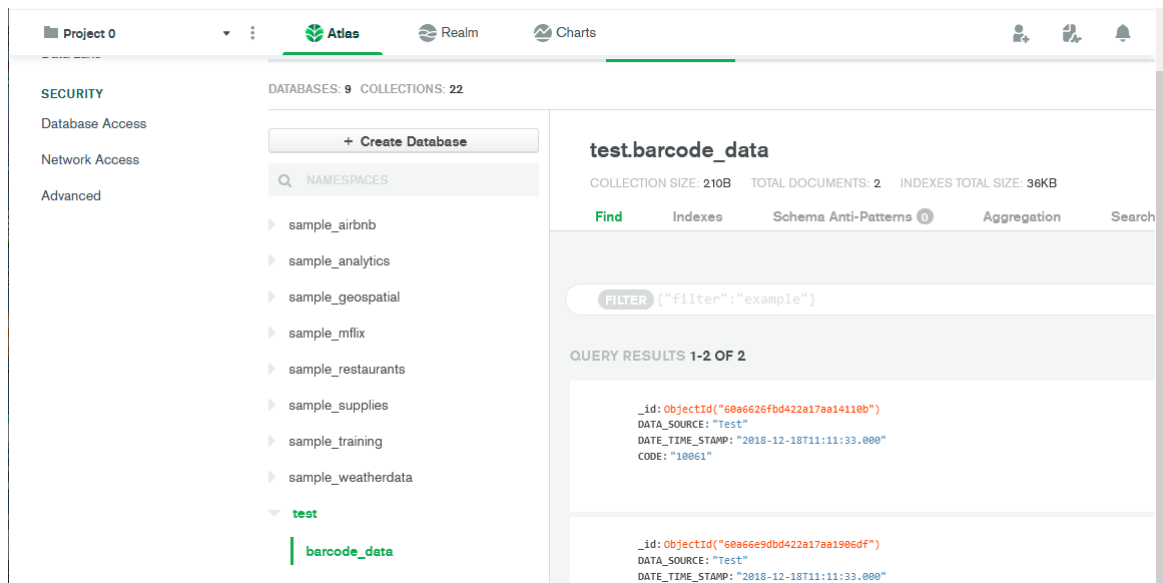 Project 0
Atlas
Realm
Charts
Data Lake
SECURITY
Database Access
Network Access
Advanced
DATABASES: 9 COLLECTIONS: 22
+ Create Database
NAMESPACES
sample_airbnb
sample_analytics
sample_geospatial
sample_mflix
sample_restaurants
sample_supplies
sample_training
sample_weatherdata
test
barcode_data
test.barcode_data
COLLECTION SIZE: 210B TOTAL DOCUMENTS: 2 INDEXES TOTAL SIZE: 36KB
Find Indexes Schema Anti-Patterns 0 Aggregation Search
FILTER {"filter":"example"}
QUERY RESULTS 1-2 OF 2
_id: ObjectId("60a6626fbd422a17aa14110b")
DATA_SOURCE: "Test"
DATE_TIME_STAMP: "2018-12-18T11:11:33.000"
CODE: "10061"
_id: ObjectId("60a66e9dbd422a17aa1906df")
DATA_SOURCE: "Test"
DATE_TIME_STAMP: "2018-12-18T11:11:33.000"